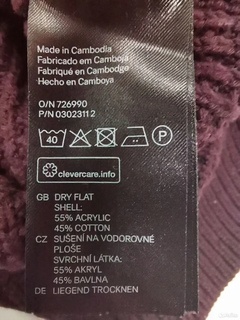 Made in Cambodia
Fabricado em Camboja
Fabriqué en Cambodge
Hecho en Camboya
O/N 726990
P/N 03023112
40
P
clevercare.info
GB DRY FLAT
SHELL:
55% ACRYLIC
45% COTTON
CZ SUŠENÍ NA VODOROVNÉ
PLOŠE
SVRCHNÍ LÁTKA:
55% AKRYL
45% BAVLNA
DE LIEGEND TROCKNEN